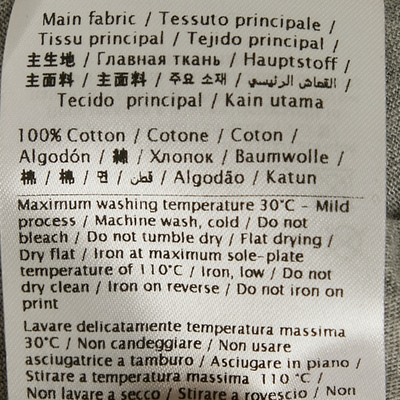 Main fabric / Tessuto principale /
Tissu principal / Tejido principal /
主生地 / Главная ткань / Hauptstoff /
主面料 / 主面料 / 주요 소재 / القماش الرئيسي /
Tecido principal / Kain utama
100% Cotton / Cotone / Coton /
Algodón / 綿 / Хлопок / Baumwolle /
棉 / 棉 / 면 / قطن / Algodão / Katun
Maximum washing temperature 30°C - Mild
process / Machine wash, cold / Do not
bleach / Do not tumble dry / Flat drying /
Dry flat / Iron at maximum sole-plate
temperature of 110°C / Iron, low / Do not
dry clean / Iron on reverse / Do not iron on
print
Lavare delicatamente temperatura massima
30°C / Non candeggiare / Non usare
asciugatrice a tamburo / Asciugare in piano /
Stirare a temperatura massima 110 °C /
Non lavare a secco / Stirare a rovescio / Non